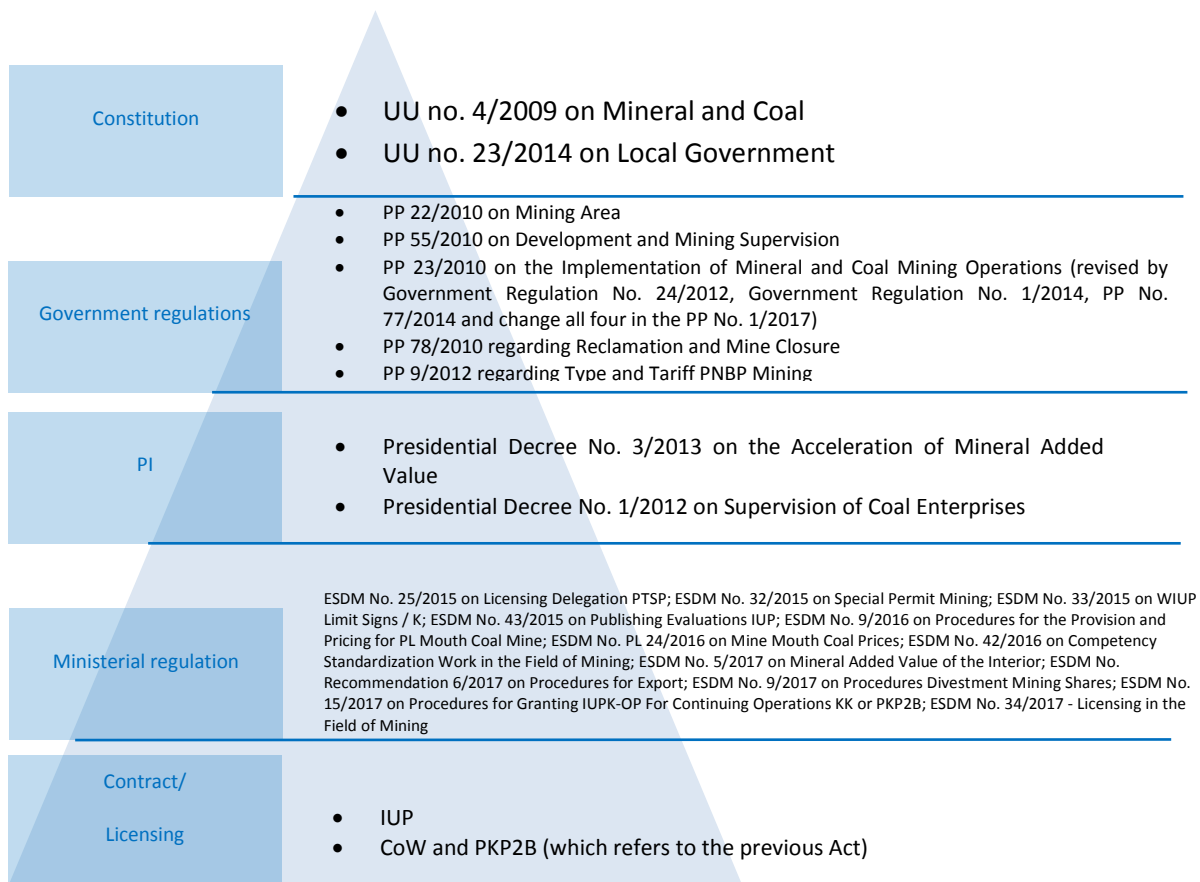 Constitution
• UU no. 4/2009 on Mineral and Coal
• UU no. 23/2014 on Local Government
Government regulations
• PP 22/2010 on Mining Area
• PP 55/2010 on Development and Mining Supervision
• PP 23/2010 on the Implementation of Mineral and Coal Mining Operations (revised by
Government Regulation No. 24/2012, Government Regulation No. 1/2014, PP No.
77/2014 and change all four in the PP No. 1/2017)
• PP 78/2010 regarding Reclamation and Mine Closure
• PP 9/2012 regarding Type and Tariff PNBP Mining
PI
• Presidential Decree No. 3/2013 on the Acceleration of Mineral Added
Value
• Presidential Decree No. 1/2012 on Supervision of Coal Enterprises
Ministerial regulation
ESDM No. 25/2015 on Licensing Delegation PTSP; ESDM No. 32/2015 on Special Permit Mining; ESDM No. 33/2015 on WIUP
Limit Signs / K; ESDM No. 43/2015 on Publishing Evaluations IUP; ESDM No. 9/2016 on Procedures for the Provision and
Pricing for PL Mouth Coal Mine; ESDM No. PL 24/2016 on Mine Mouth Coal Prices; ESDM No. 42/2016 on Competency
Standardization Work in the Field of Mining; ESDM No. 5/2017 on Mineral Added Value of the Interior; ESDM No.
Recommendation 6/2017 on Procedures for Export; ESDM No. 9/2017 on Procedures Divestment Mining Shares; ESDM No.
15/2017 on Procedures for Granting IUPK-OP For Continuing Operations KK or PKP2B; ESDM No. 34/2017 - Licensing in the
Field of Mining
Contract/
Licensing
• IUP
• CoW and PKP2B (which refers to the previous Act)